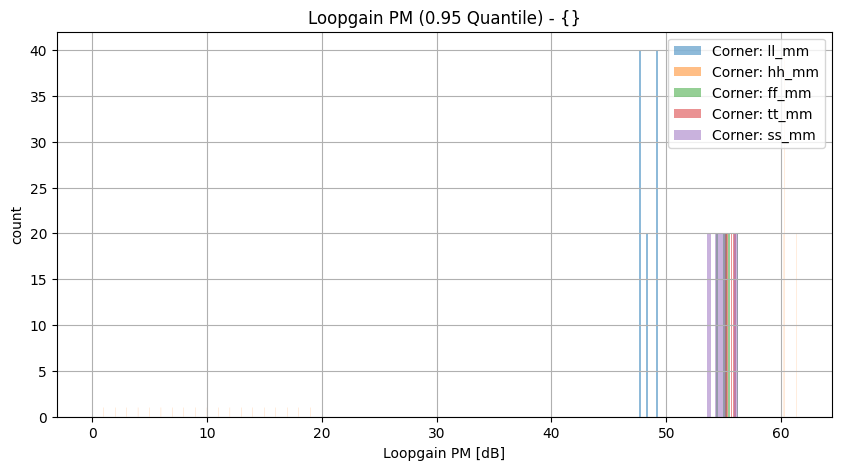 Loopgain PM (0.95 Quantile) - {}
Corner: ll_mm
Corner: hh_mm
Corner: ff_mm
Corner: tt_mm
Corner: ss_mm
40
35
30
25
20
15
10
5
0
count
0 10 20 30 40 50 60
Loopgain PM [dB]